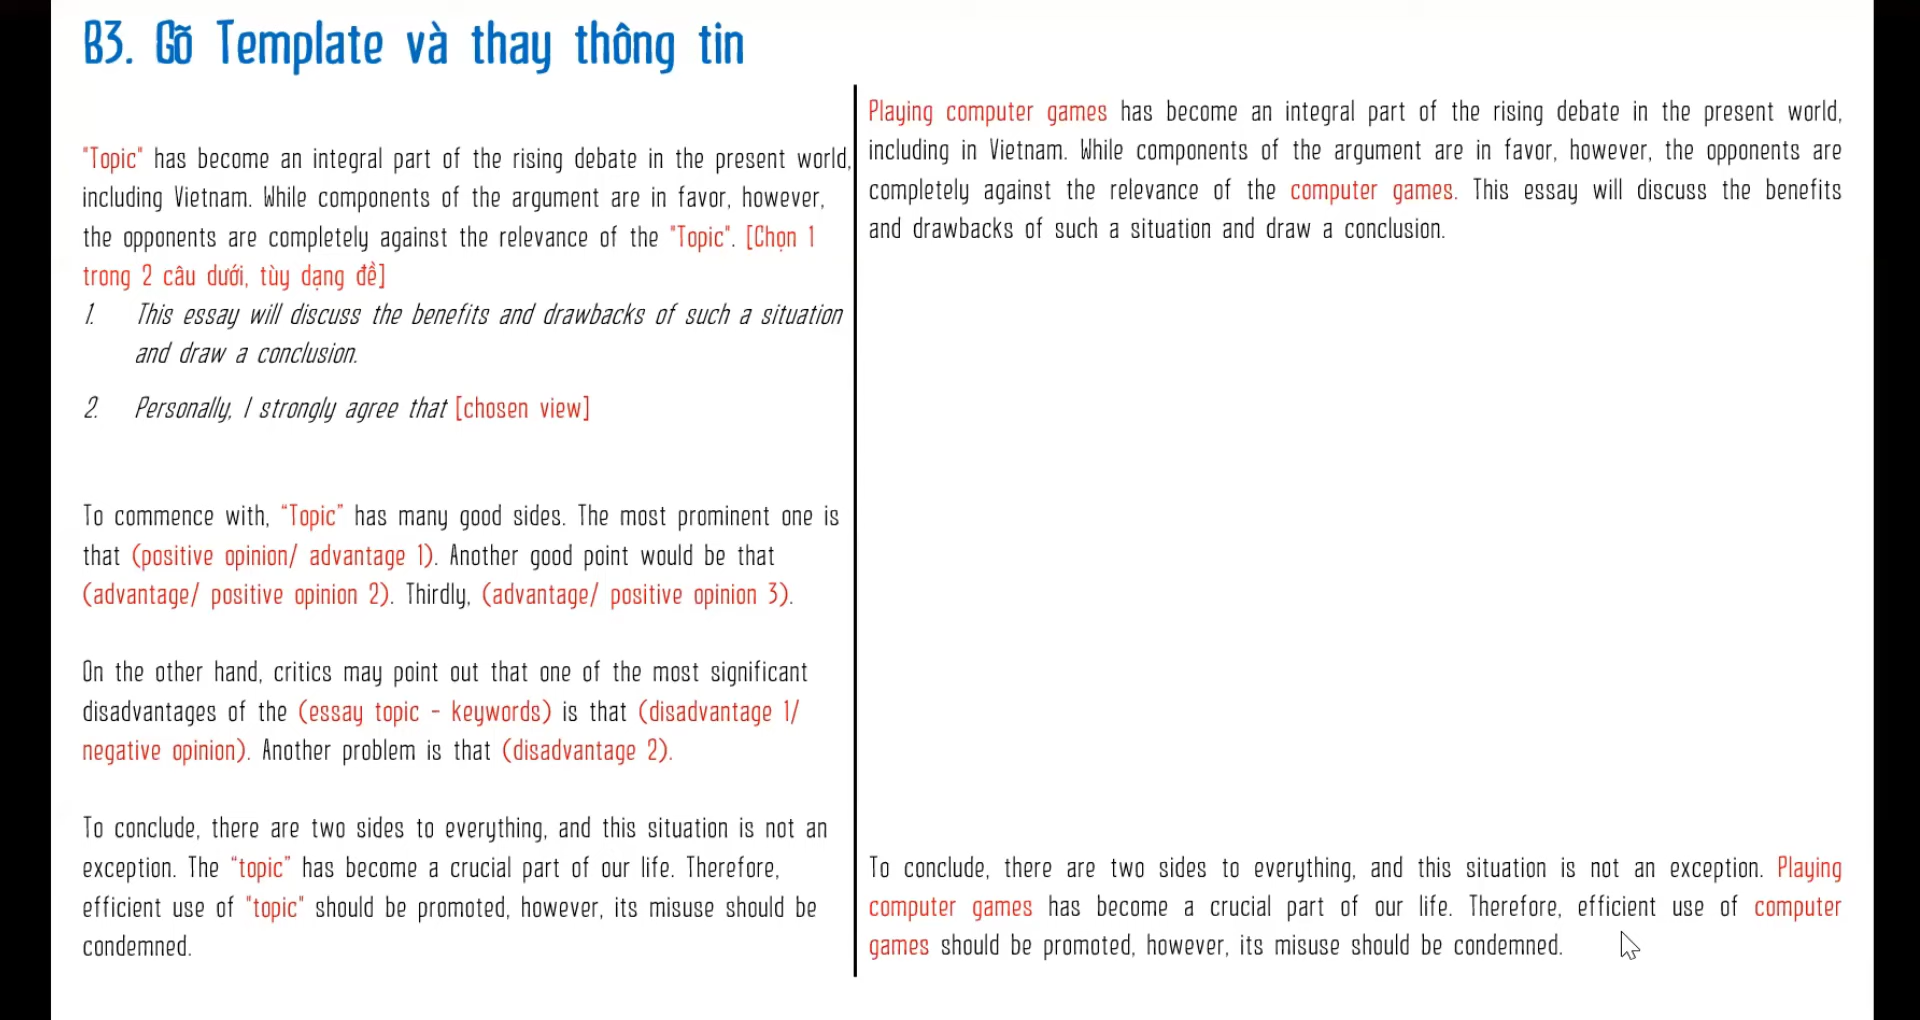 B3. Gõ Template và thay thông tin
"Topic" has become an integral part of the rising debate in the present world,
including Vietnam. While components of the argument are in favor, however,
the opponents are completely against the relevance of the "Topic". [Chọn 1
trong 2 câu dưới, tùy dạng đề]
1. This essay will discuss the benefits and drawbacks of such a situation
and draw a conclusion.
2. Personally, I strongly agree that [chosen view]
To commence with, “Topic” has many good sides. The most prominent one is
that (positive opinion/ advantage 1). Another good point would be that
(advantage/ positive opinion 2). Thirdly, (advantage/ positive opinion 3).
On the other hand, critics may point out that one of the most significant
disadvantages of the (essay topic - keywords) is that (disadvantage 1/
negative opinion). Another problem is that (disadvantage 2).
To conclude, there are two sides to everything, and this situation is not an
exception. The “topic” has become a crucial part of our life. Therefore,
efficient use of "topic" should be promoted, however, its misuse should be
condemned.
Playing computer games has become an integral part of the rising debate in the present world,
including in Vietnam. While components of the argument are in favor, however, the opponents are
completely against the relevance of the computer games. This essay will discuss the benefits
and drawbacks of such a situation and draw a conclusion.
To conclude, there are two sides to everything, and this situation is not an exception. Playing
computer games has become a crucial part of our life. Therefore, efficient use of computer
games should be promoted, however, its misuse should be condemned.